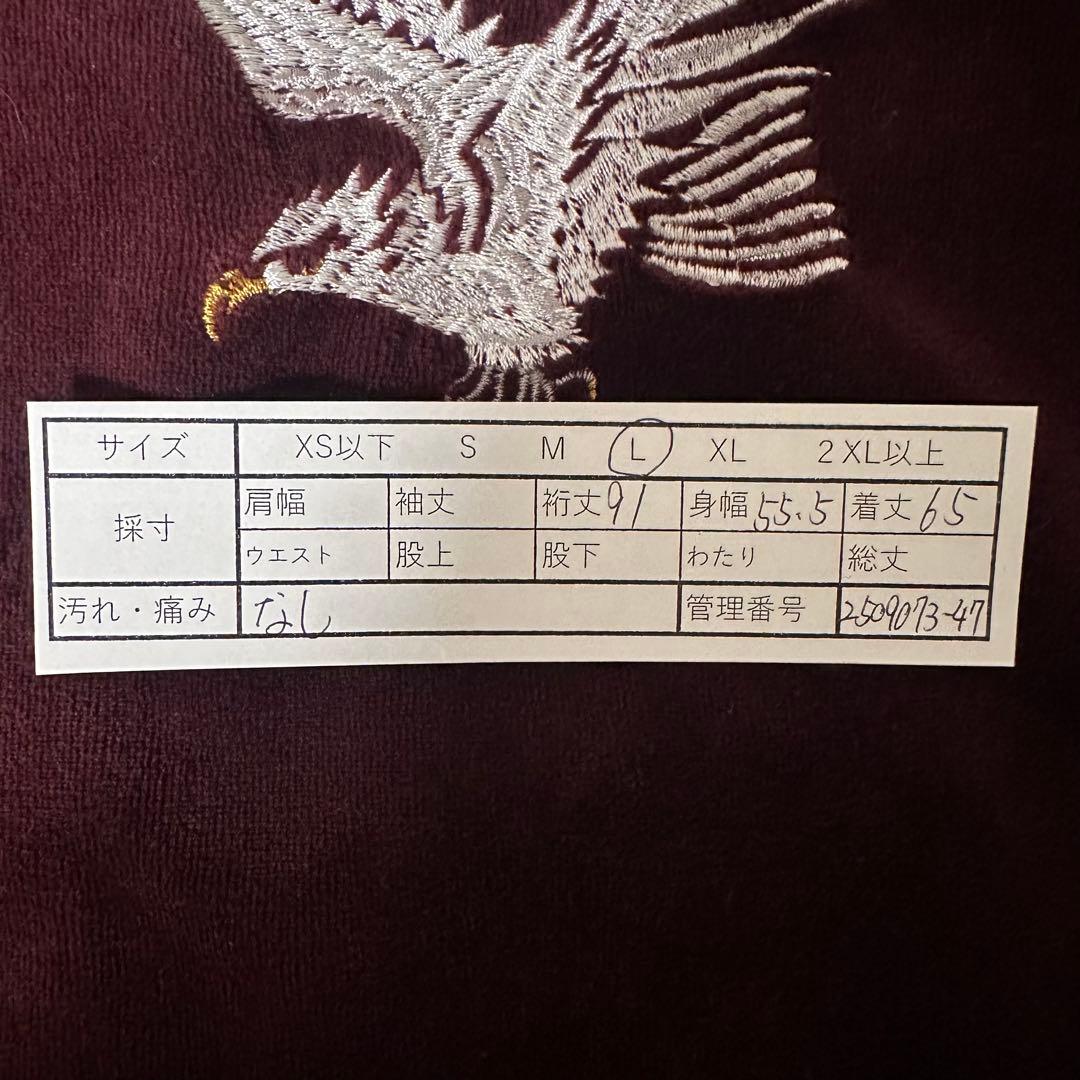 サイズ XS以下 S M L XL 2XL以上
採寸 肩幅 袖丈 裄丈91 身幅55.5 着丈65
ウエスト 股上 股下 わたり 総丈
汚れ・痛み なし 管理番号 2509073-47